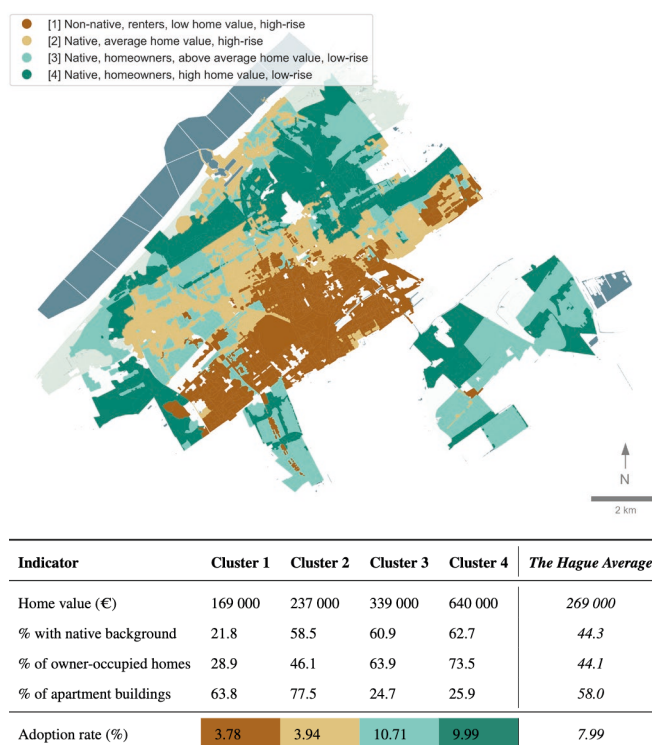 [1] Non-native, renters, low home value, high-rise
[2] Native, average home value, high-rise
[3] Native, homeowners, above average home value, low-rise
[4] Native, homeowners, high home value, low-rise
N
2 km
Indicator Cluster 1 Cluster 2 Cluster 3 Cluster 4 The Hague Average
Home value (€) 169 000 237 000 339 000 640 000 269 000
% with native background 21.8 58.5 60.9 62.7 44.3
% of owner-occupied homes 28.9 46.1 63.9 73.5 44.1
% of apartment buildings 63.8 77.5 24.7 25.9 58.0
Adoption rate (%) 3.78 3.94 10.71 9.99 7.99